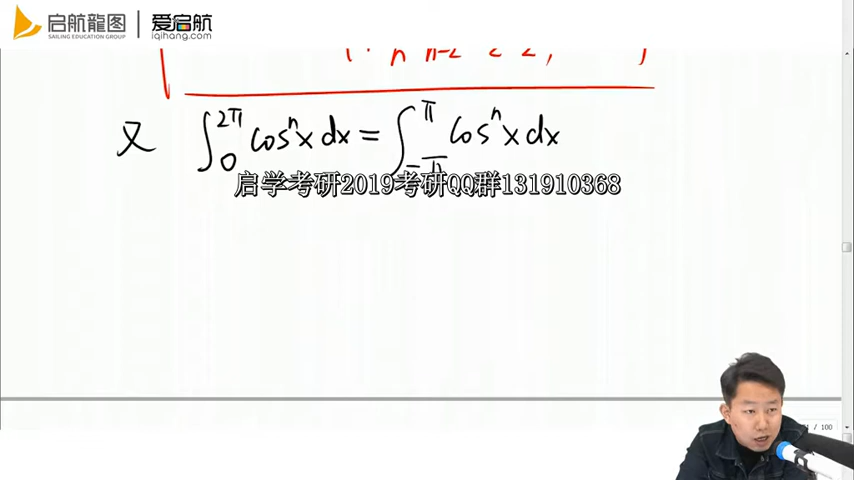 启航龍图 爱启航
SAILING EDUCATION GROUP iqihang.com
又 ∫₀^{2π} cosⁿx dx = ∫_{-π}^{π} cosⁿx dx
启学考研2019考研QQ群131910368
/ 100